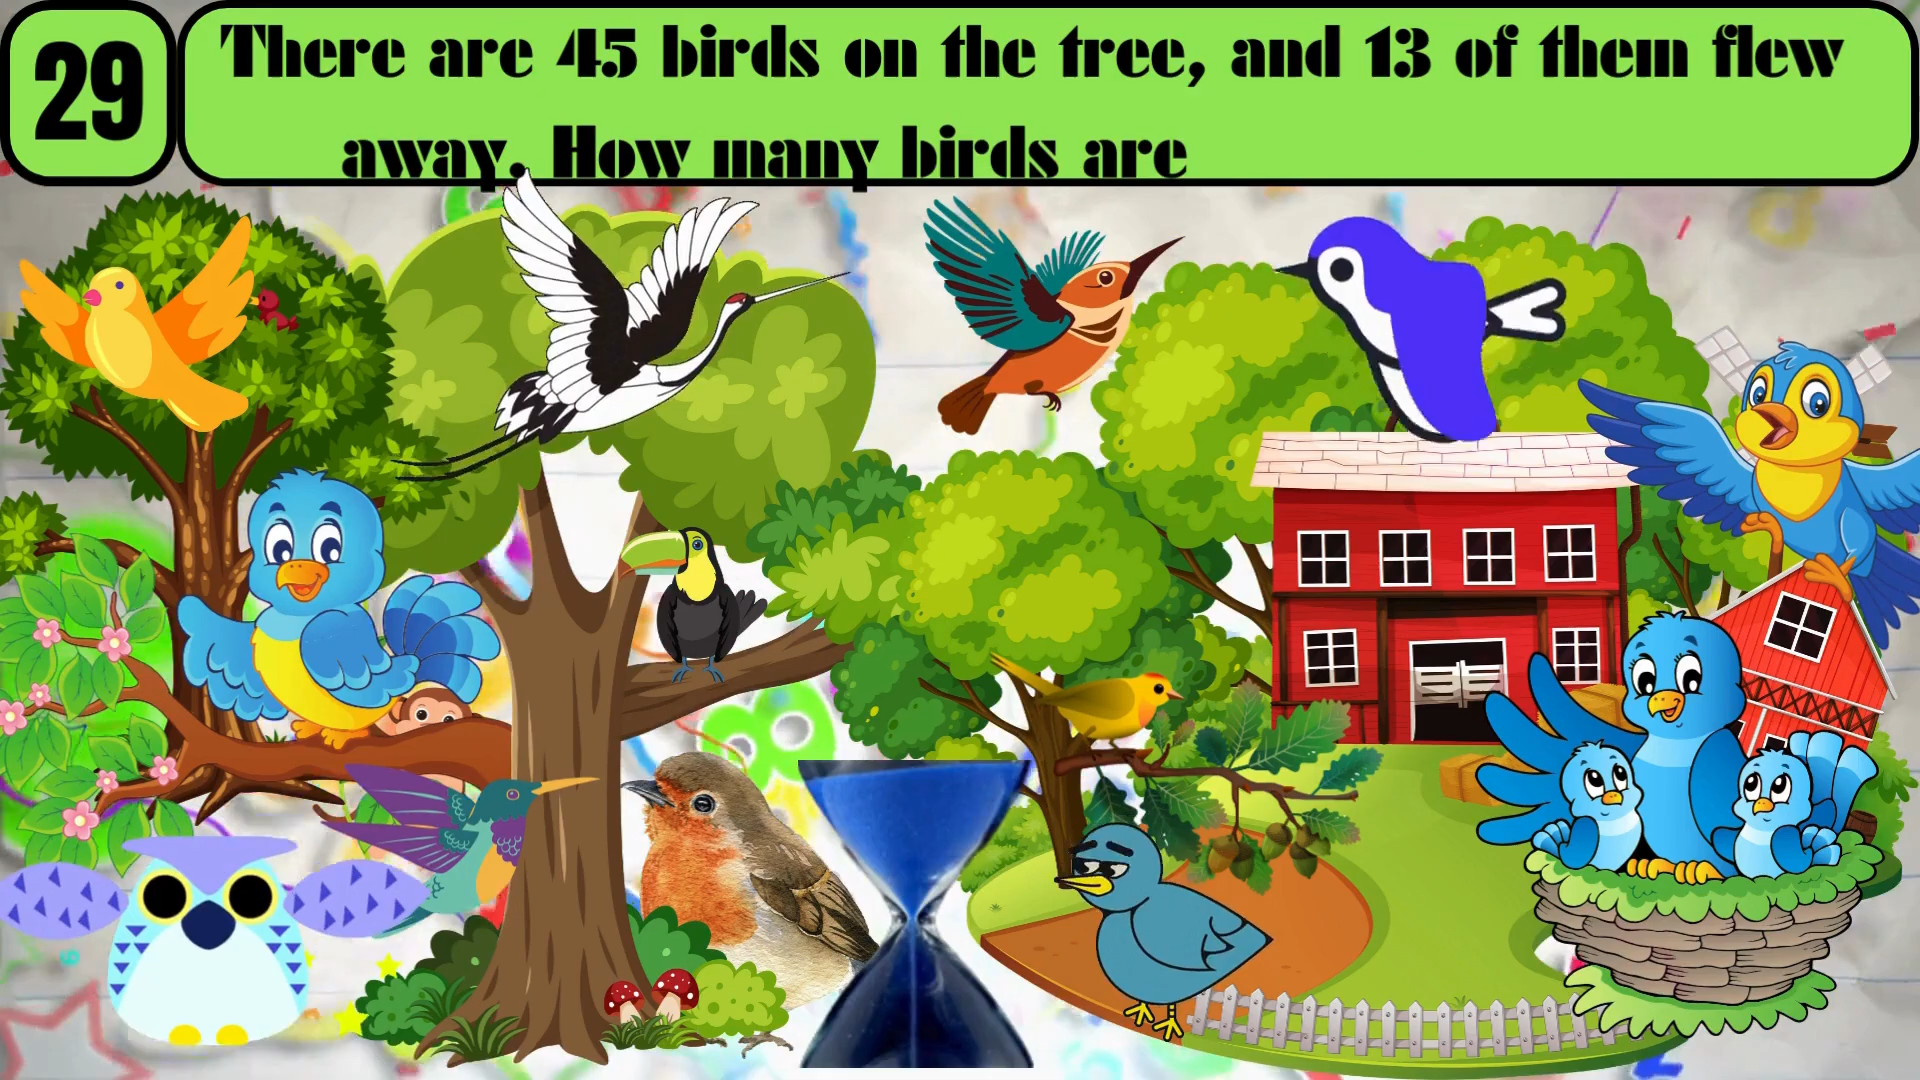 29
There are 45 birds on the tree, and 13 of them flew
away. How many birds are